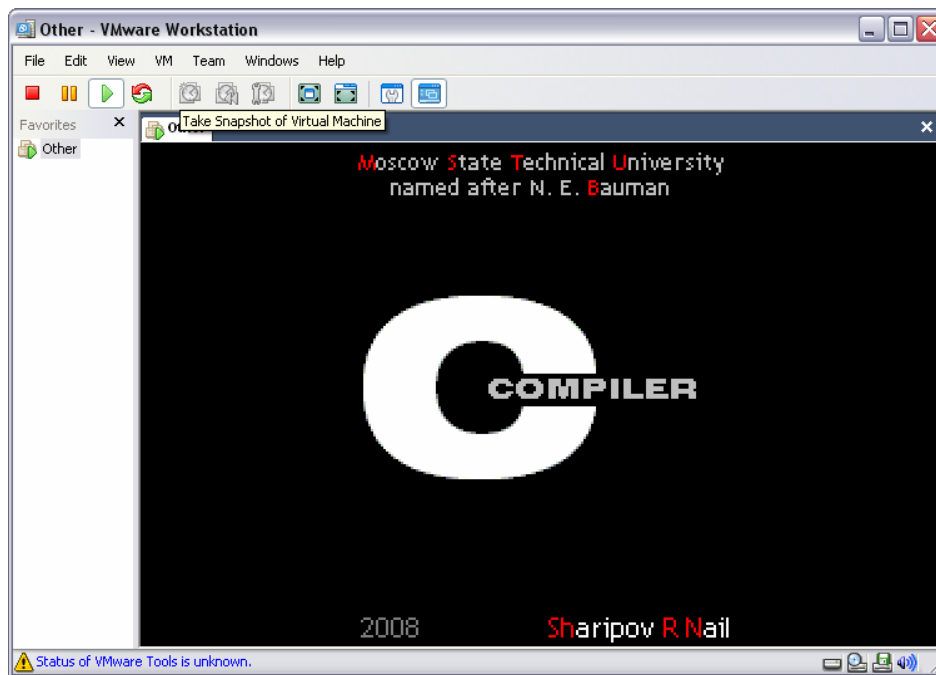 Other - VMware Workstation
File Edit View VM Team Windows Help
Take Snapshot of Virtual Machine
Favorites
Other
Moscow State Technical University
named after N. E. Bauman
C
COMPILER
2008 Sharipov R Nail
Status of VMware Tools is unknown.